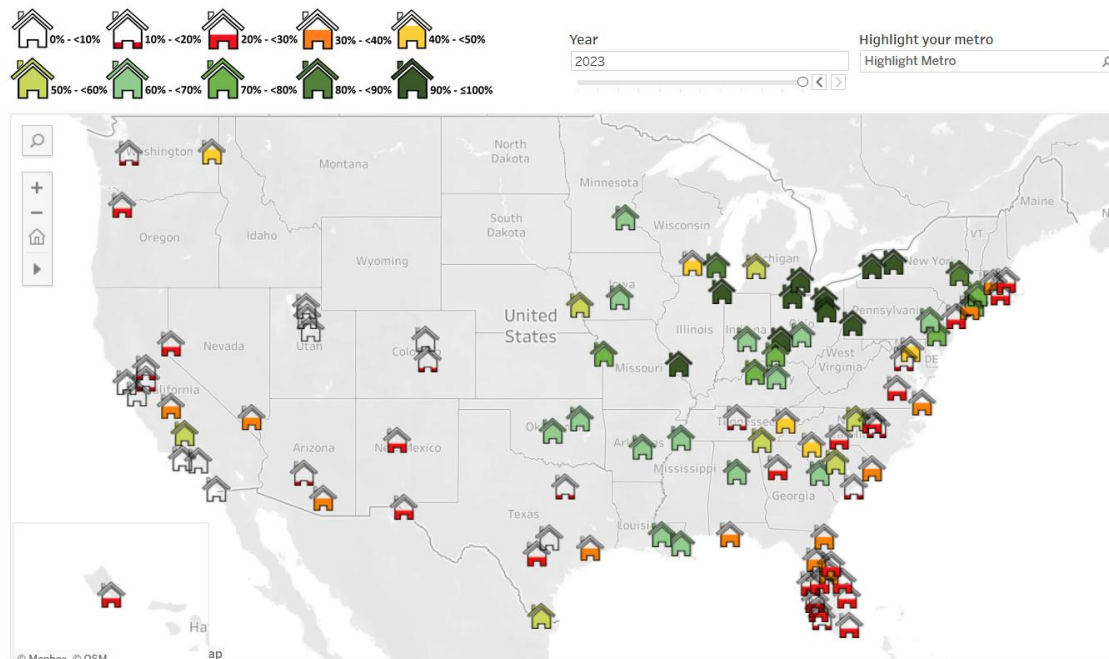 0% - <10%
10% - <20%
20% - <30%
30% - <40%
40% - <50%
50% - <60%
60% - <70%
70% - <80%
80% - <90%
90% - ≤100%
Year
2023
Highlight your metro
Highlight Metro
Washington
Montana
North
Dakota
Minnesota
Maine
Oregon
Idaho
South
Dakota
Wisconsin
Michigan
VT
New York
Wyoming
Iowa
Pennsylvania
Nevada
Utah
Colorado
United
States
Illinois
Indiana
Ohio
Missouri
West
Virginia
DE
California
Arizona
New Mexico
Oklahoma
Arkansas
Tennessee
Mississippi
Georgia
Texas
Louisi
Ha
© Mapbox © OSM
ap